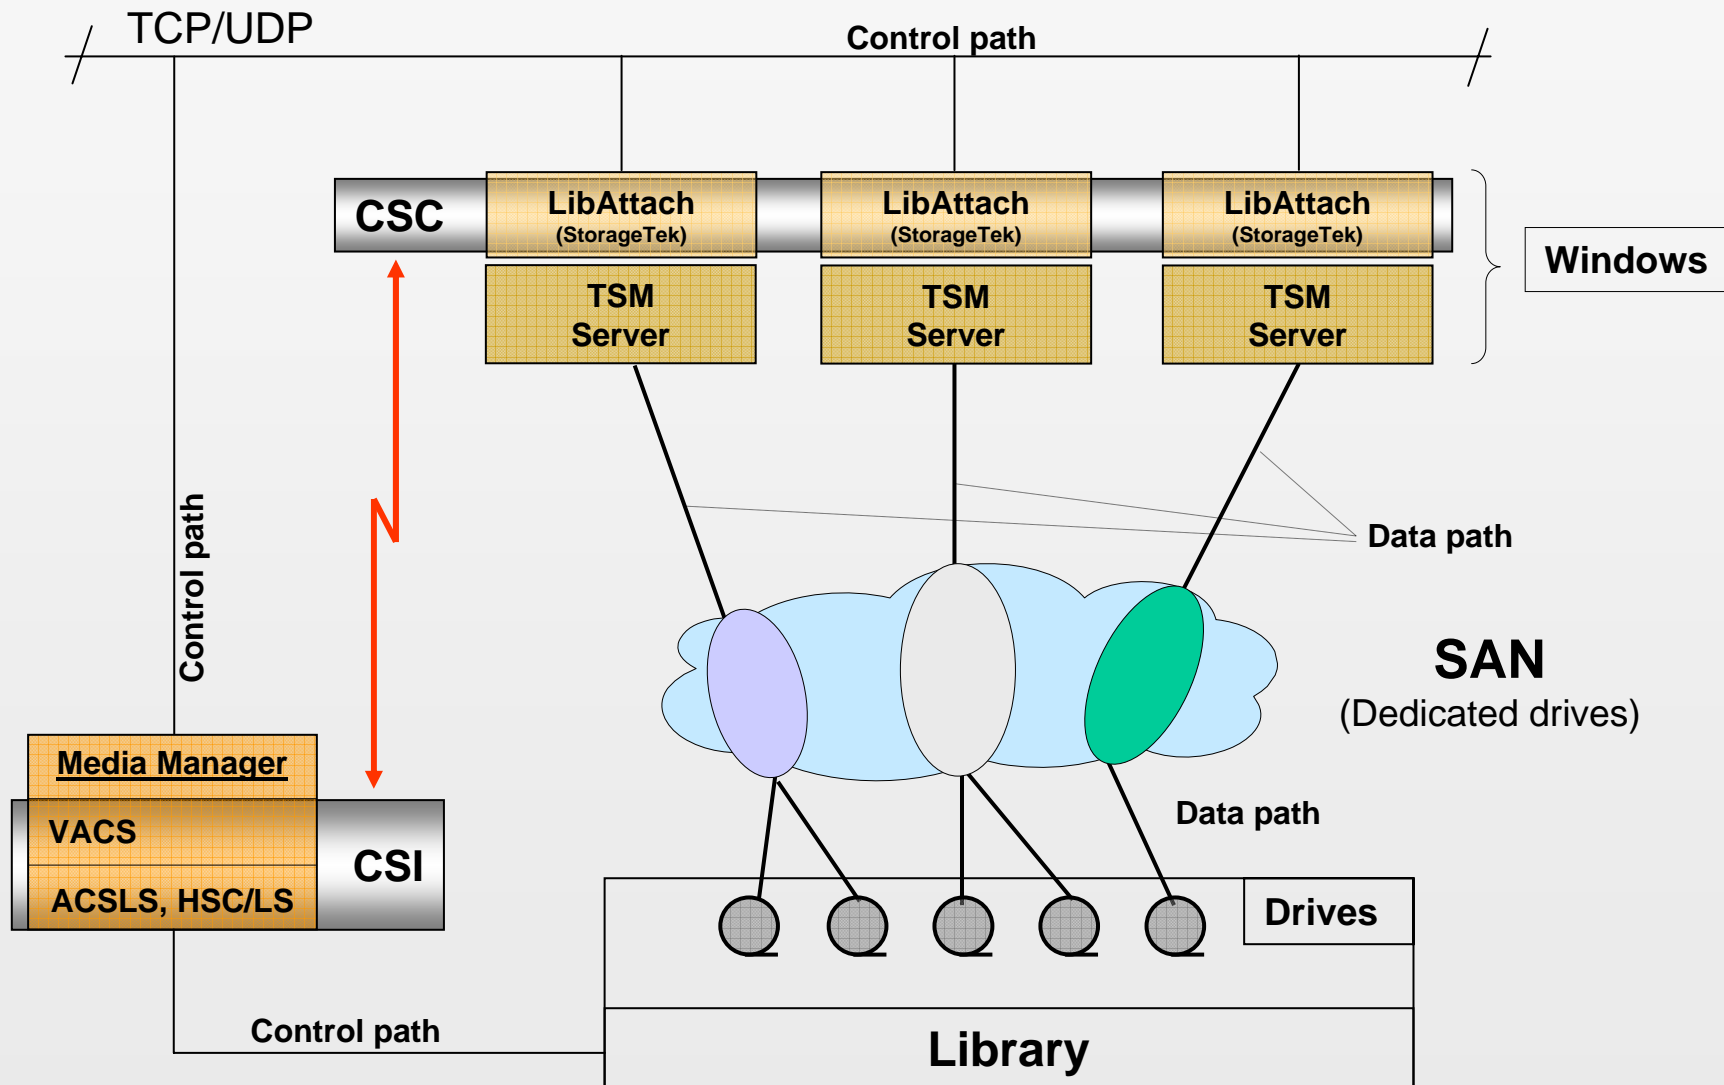 TCP/UDP
Control path
CSC
LibAttach
(StorageTek)
LibAttach
(StorageTek)
LibAttach
(StorageTek)
Windows
TSM
Server
TSM
Server
TSM
Server
Control path
Data path
SAN
(Dedicated drives)
Media Manager
VACS
CSI
ACSLS, HSC/LS
Data path
Drives
Control path
Library